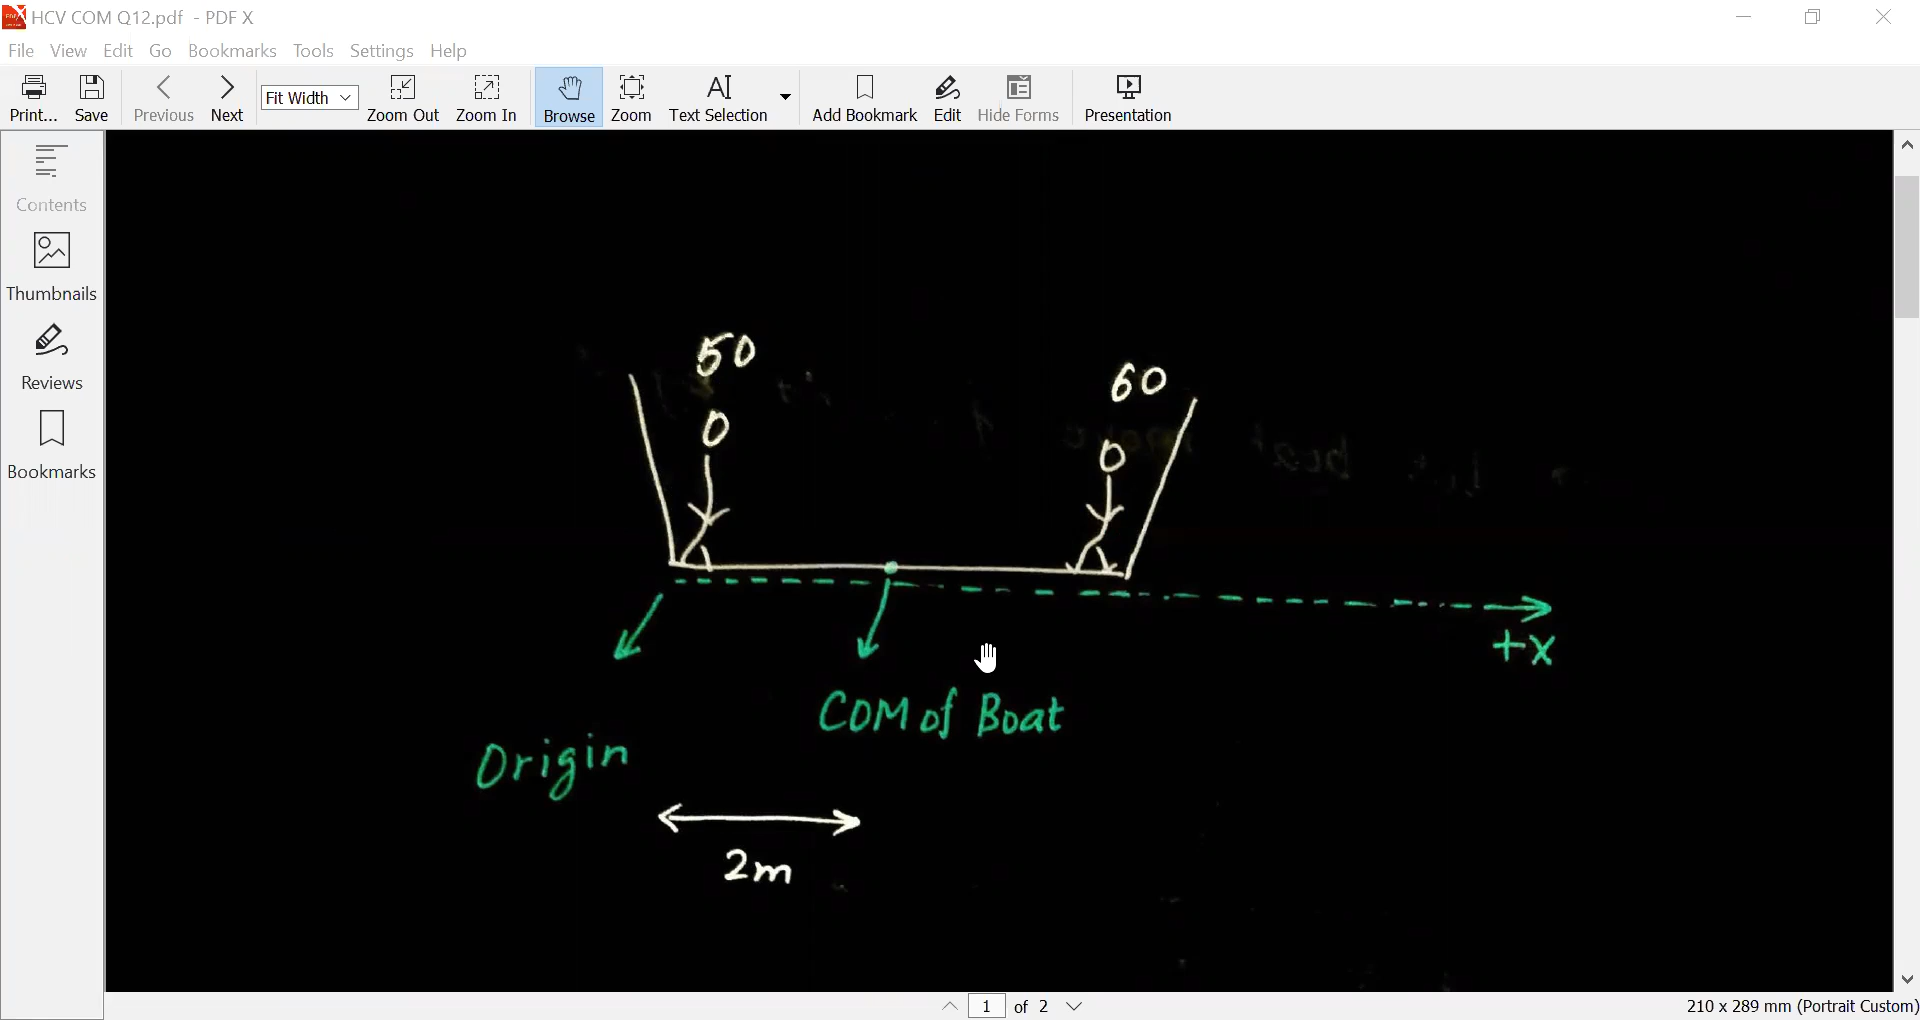 HCV COM Q12.pdf - PDF X
File View Edit Go Bookmarks Tools Settings Help
Print... Save Previous Next Fit Width Zoom Out Zoom In Browse Zoom Text Selection Add Bookmark Edit Hide Forms Presentation
Contents
Thumbnails
Reviews
Bookmarks
50
60
+X
COM of Boat
Origin
2m
1 of 2
210 x 289 mm (Portrait Custom)